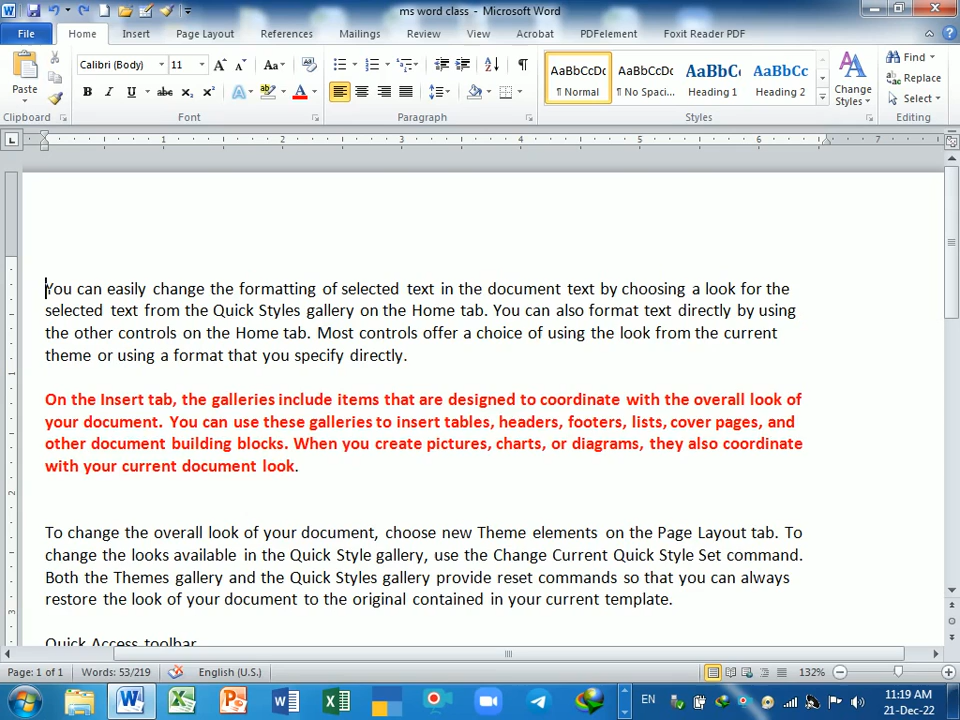 ms word class - Microsoft Word
File Home Insert Page Layout References Mailings Review View Acrobat PDFelement Foxit Reader PDF
Paste
Calibri (Body) 11
AaBbCcDc AaBbCcDc AaBbC AaBbCc
¶ Normal ¶ No Spaci... Heading 1 Heading 2
Change Styles
Find
Replace
Select
Clipboard Font Paragraph Styles Editing
1 2 3 4 5 6 7
You can easily change the formatting of selected text in the document text by choosing a look for the
selected text from the Quick Styles gallery on the Home tab. You can also format text directly by using
the other controls on the Home tab. Most controls offer a choice of using the look from the current
theme or using a format that you specify directly.
On the Insert tab, the galleries include items that are designed to coordinate with the overall look of
your document. You can use these galleries to insert tables, headers, footers, lists, cover pages, and
other document building blocks. When you create pictures, charts, or diagrams, they also coordinate
with your current document look.
To change the overall look of your document, choose new Theme elements on the Page Layout tab. To
change the looks available in the Quick Style gallery, use the Change Current Quick Style Set command.
Both the Themes gallery and the Quick Styles gallery provide reset commands so that you can always
restore the look of your document to the original contained in your current template.
Quick Access toolbar
Page: 1 of 1 Words: 53/219 English (U.S.) 132%
EN 11:19 AM
21-Dec-22